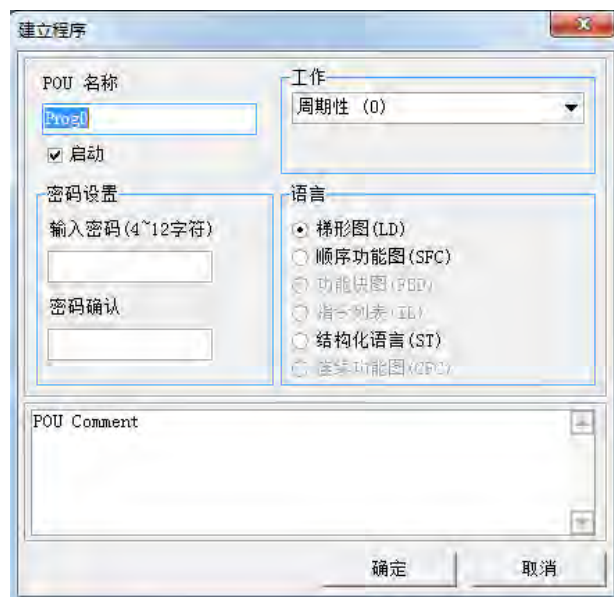 建立程序
POU 名称
Prog0
启动
工作
周期性 (0)
密码设置
输入密码(4~12字符)
密码确认
语言
梯形图(LD)
顺序功能图(SFC)
功能块图(FBD)
指令列表(IL)
结构化语言(ST)
连续功能图(CFC)
POU Comment
确定
取消